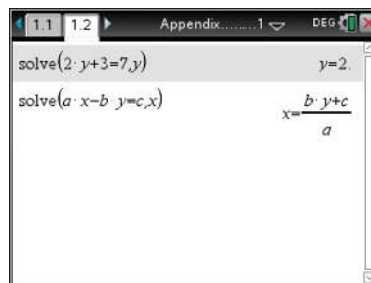 1.1 1.2 Appendix.........1 DEG
solve(2·y+3=7,y) y=2.
solve(a·x−b y=c,x) x=(b·y+c)/a